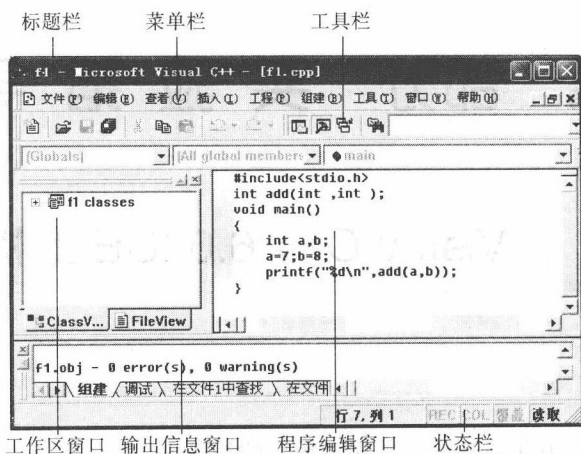 标题栏 菜单栏 工具栏
f1 - Microsoft Visual C++ - [f1.cpp]
文件(F) 编辑(E) 查看(V) 插入(I) 工程(P) 组建(B) 工具(T) 窗口(W) 帮助(H)
(Globals) (All global members main
f1 classes
#include<stdio.h>
int add(int ,int );
void main()
{
int a,b;
a=7;b=8;
printf("%d\n",add(a,b));
}
ClassV... FileView
f1.obj - 0 error(s), 0 warning(s)
组建 调试 在文件1中查找 在文件
行 7, 列 1 REC COL 覆盖 读取
工作区窗口 输出信息窗口 程序编辑窗口 状态栏